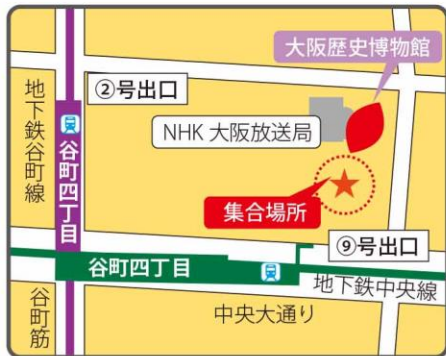 大阪歴史博物館
②号出口
地下鉄谷町線
NHK 大阪放送局
谷町四丁目
集合場所
⑨号出口
谷町四丁目
地下鉄中央線
谷町筋
中央大通り